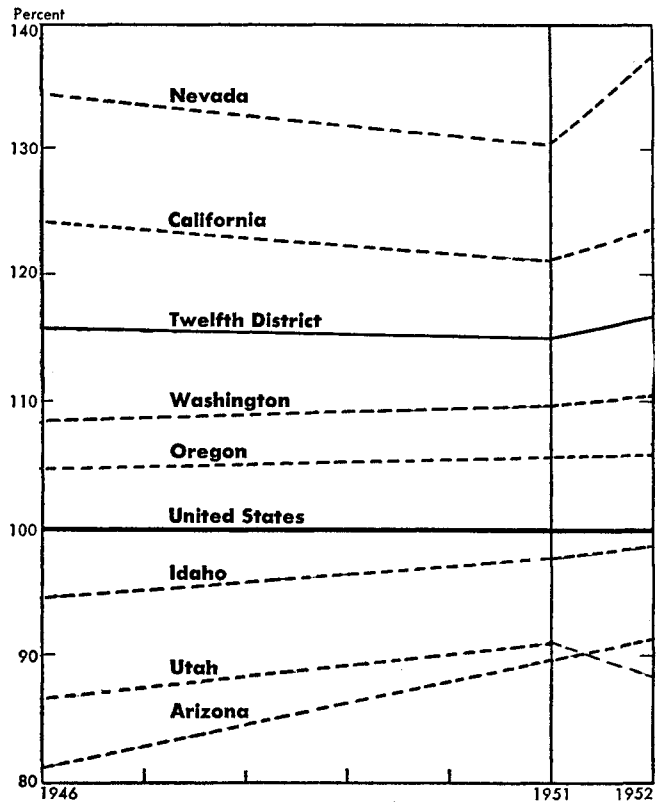 Percent
140
Nevada
130
California
120
Twelfth District
Washington
110
Oregon
United States
100
Idaho
90
Utah
Arizona
80
1946
1951
1952